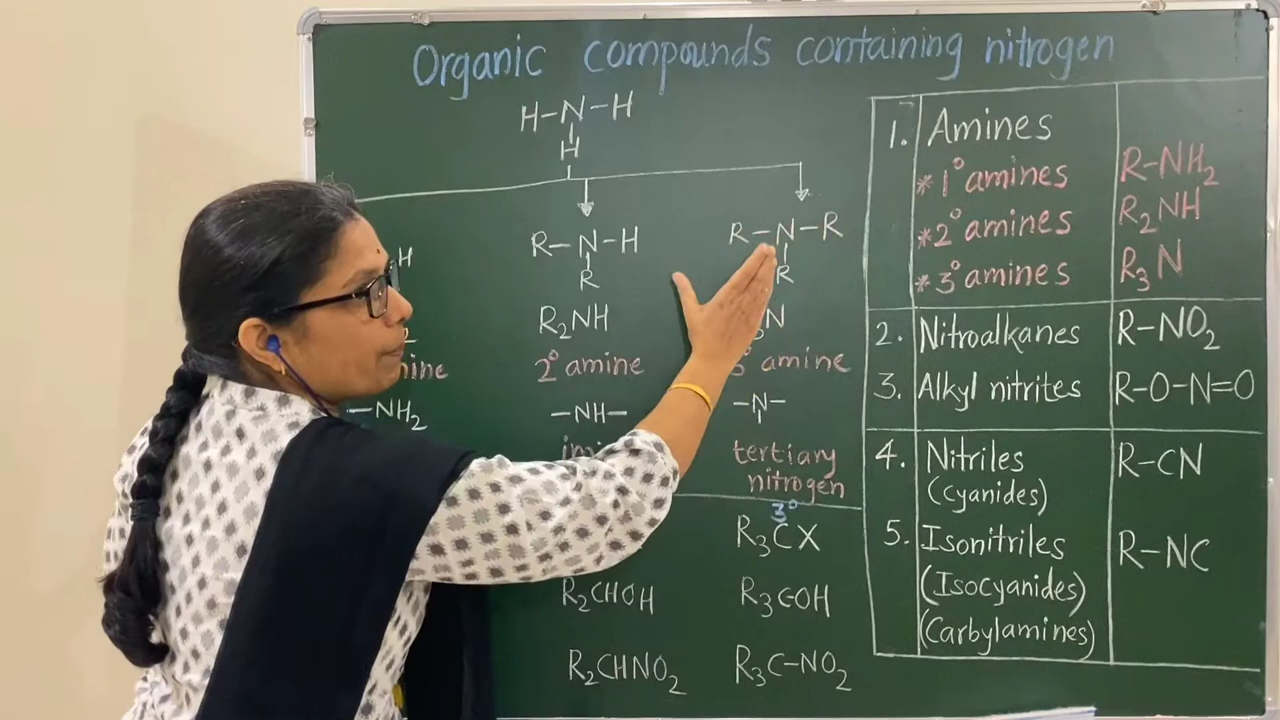 Organic compounds containing nitrogen
H–N–H
H
H
R–N–H
R
R–N–R
R
R₂NH
N
2° amine
amine
–NH₂
–NH–
–N–
tertiary
nitrogen
3°
R₃CX
R₂CHOH
R₃C-OH
R₂CHNO₂
R₃C–NO₂
1. Amines
*1° amines R–NH₂
*2° amines R₂NH
*3° amines R₃N
2. Nitroalkanes R–NO₂
3. Alkyl nitrites R–O–N=O
4. Nitriles R–CN
(Cyanides)
5. Isonitriles R–NC
(Isocyanides)
(Carbylamines)